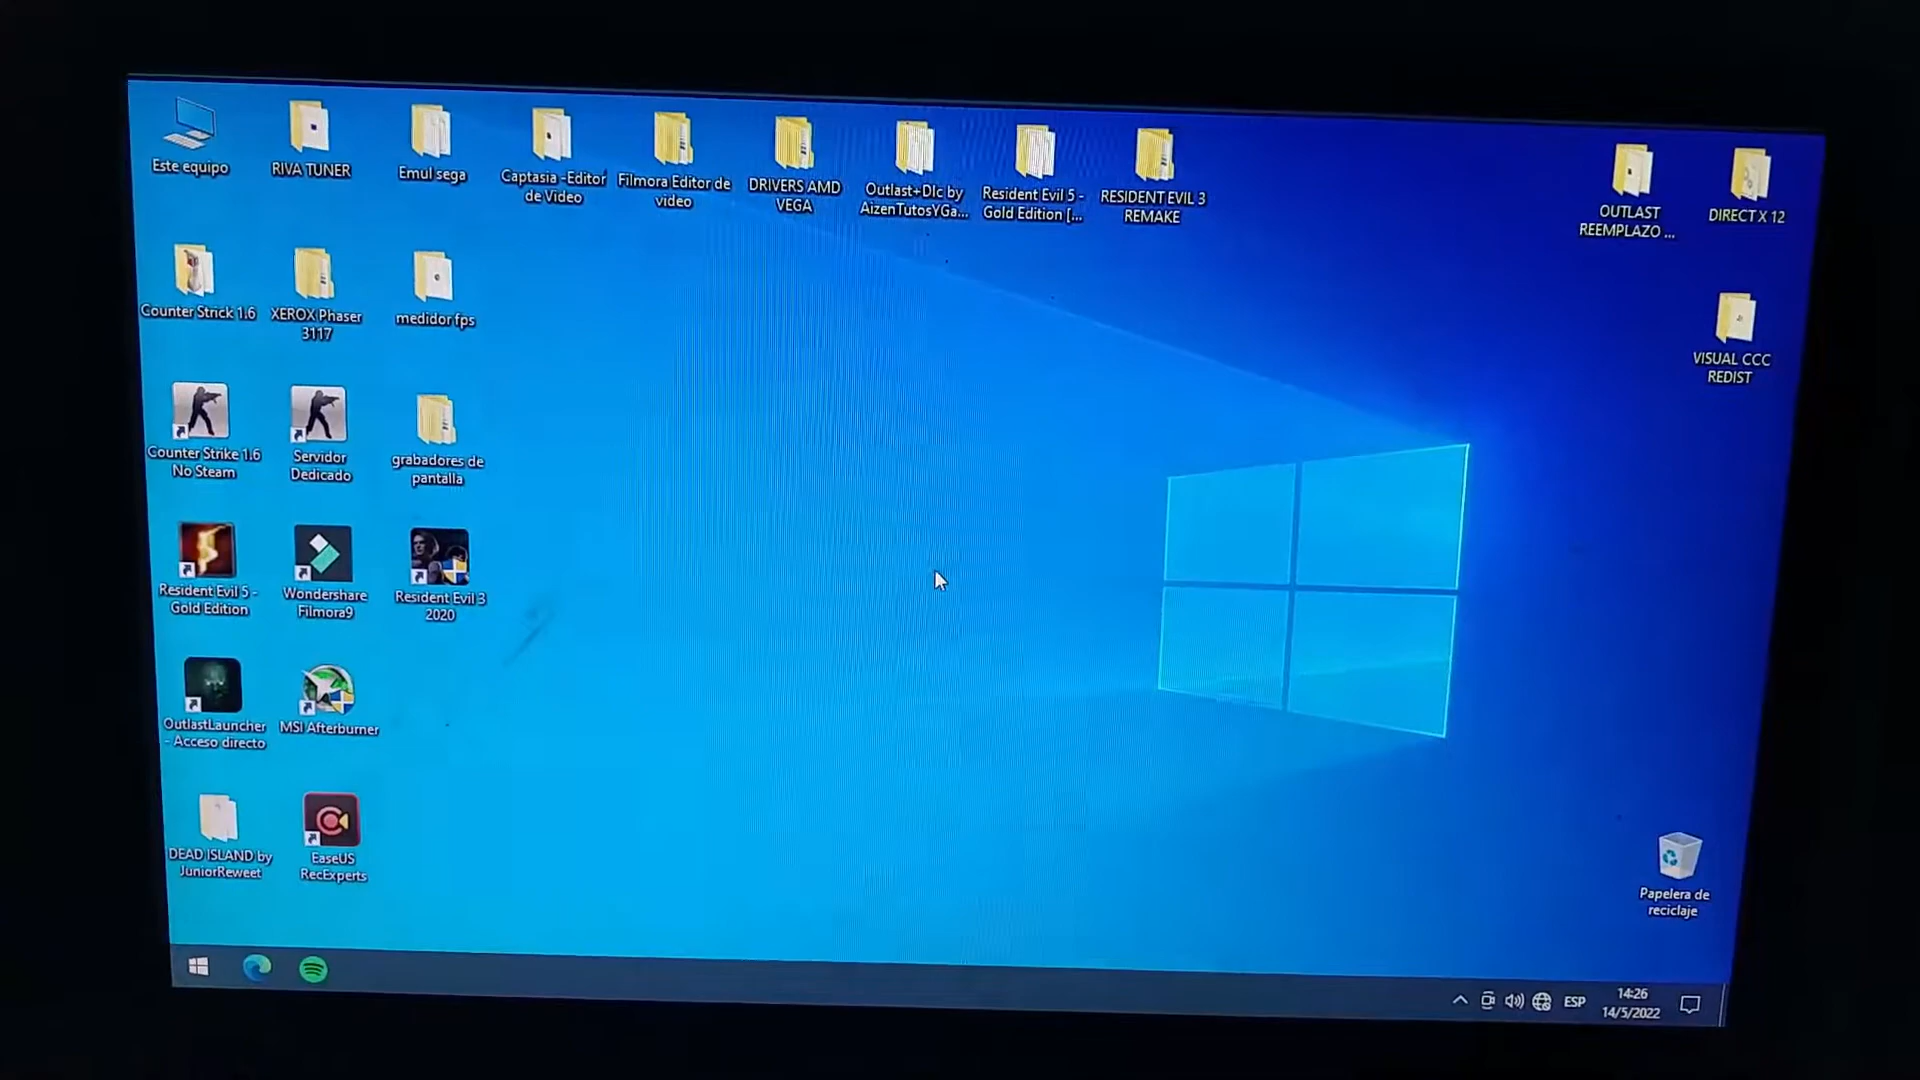 Este equipo
RIVA TUNER
Emul sega
Captasia -Editor
de Video
Filmora Editor de
video
DRIVERS AMD
VEGA
Outlast+Dlc by
AizenTutosYGa...
Resident Evil 5 -
Gold Edition [...
RESIDENT EVIL 3
REMAKE
OUTLAST
REEMPLAZO ...
DIRECT X 12
Counter Strick 1.6
XEROX Phaser
3117
medidor fps
VISUAL CCC
REDIST
Counter Strike 1.6
No Steam
Servidor
Dedicado
grabadores de
pantalla
Resident Evil 5 -
Gold Edition
Wondershare
Filmora9
Resident Evil 3
2020
OutlastLauncher
- Acceso directo
MSI Afterburner
DEAD ISLAND by
JuniorReweet
EaseUS
RecExperts
Papelera de
reciclaje
ESP
14:26
14/5/2022